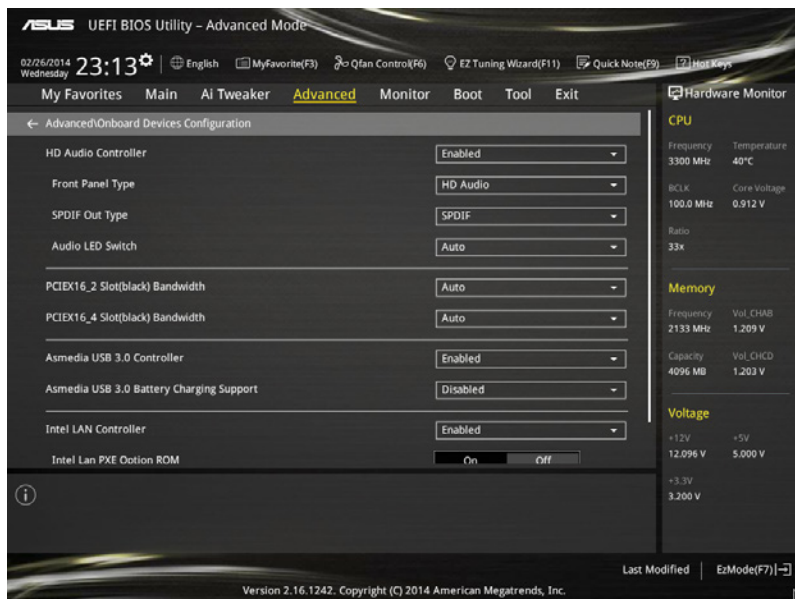 ASUS UEFI BIOS Utility – Advanced Mode
02/26/2014 Wednesday 23:13 English MyFavorite(F3) Qfan Control(F6) EZ Tuning Wizard(F11) Quick Note(F9) ? Hot Keys
My Favorites Main Ai Tweaker Advanced Monitor Boot Tool Exit
← Advanced\Onboard Devices Configuration
HD Audio Controller Enabled
Front Panel Type HD Audio
SPDIF Out Type SPDIF
Audio LED Switch Auto
PCIEX16_2 Slot(black) Bandwidth Auto
PCIEX16_4 Slot(black) Bandwidth Auto
Asmedia USB 3.0 Controller Enabled
Asmedia USB 3.0 Battery Charging Support Disabled
Intel LAN Controller Enabled
Intel Lan PXE Option ROM On Off
Hardware Monitor
CPU
Frequency Temperature
3300 MHz 40°C
BCLK Core Voltage
100.0 MHz 0.912 V
Ratio
33x
Memory
Frequency Vol_CHAB
2133 MHz 1.209 V
Capacity Vol_CHCD
4096 MB 1.203 V
Voltage
+12V +5V
12.096 V 5.000 V
+3.3V
3.200 V
i
Last Modified | EzMode(F7)
Version 2.16.1242. Copyright (C) 2014 American Megatrends, Inc.